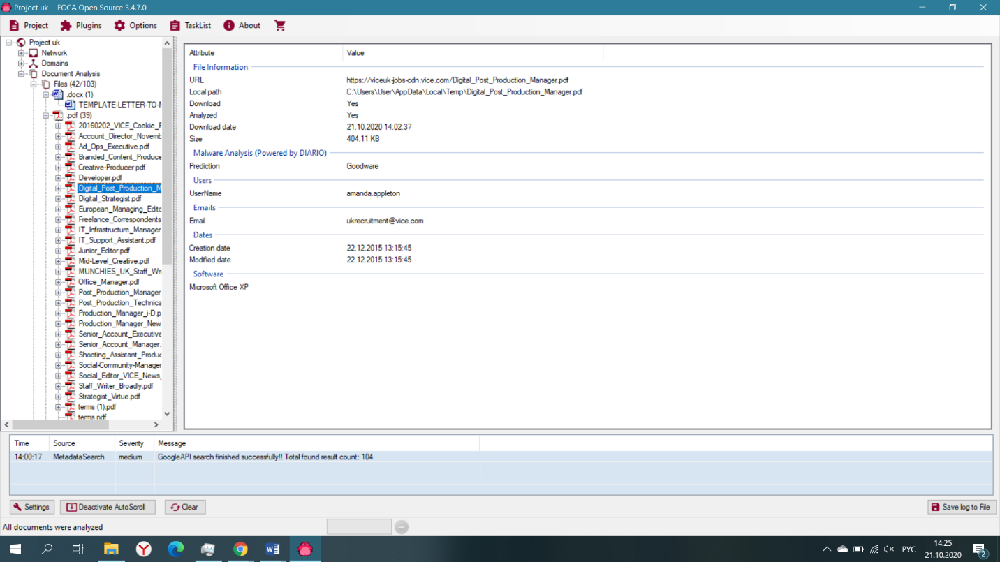 Project uk - FOCA Open Source 3.4.7.0
Project Plugins Options TaskList About
Project uk
Network
Domains
Document Analysis
Files (42/103)
.docx (1)
TEMPLATE-LETTER-TO-M
.pdf (39)
20160202_VICE_Cookie_F
Account_Director_Novemb
Ad_Ops_Executive.pdf
Branded_Content_Produce
Creative-Producer.pdf
Developer.pdf
Digital_Post_Production_M
Digital_Strategist.pdf
European_Managing_Edito
Freelance_Correspondents
IT_Infrastructure_Manager
IT_Support_Assistant.pdf
Junior_Editor.pdf
Mid-Level_Creative.pdf
MUNCHIES_UK_Staff_Wri
Office_Manager.pdf
Post_Production_Manager
Post_Production_Technica
Production_Manager_i-D.p
Production_Manager_New
Senior_Account_Executive
Senior_Account_Manager.
Shooting_Assistant_Produc
Social-Community-Manager
Social_Editor_VICE_News_
Staff_Writer_Broadly.pdf
Strategist_Virtue.pdf
terms (1).pdf
terms.pdf
Attribute Value
File Information
URL https://viceuk-jobs-cdn.vice.com/Digital_Post_Production_Manager.pdf
Local path C:\Users\User\AppData\Local\Temp\Digital_Post_Production_Manager.pdf
Download Yes
Analyzed Yes
Download date 21.10.2020 14:02:37
Size 404,11 KB
Malware Analysis (Powered by DIARIO)
Prediction Goodware
Users
UserName amanda.appleton
Emails
Email ukrecruitment@vice.com
Dates
Creation date 22.12.2015 13:15:45
Modified date 22.12.2015 13:15:45
Software
Microsoft Office XP
Time Source Severity Message
14:00:17 MetadataSearch medium GoogleAPI search finished successfully!! Total found result count: 104
Settings Deactivate AutoScroll Clear Save log to File
All documents were analyzed
РУС 14:25
21.10.2020
2